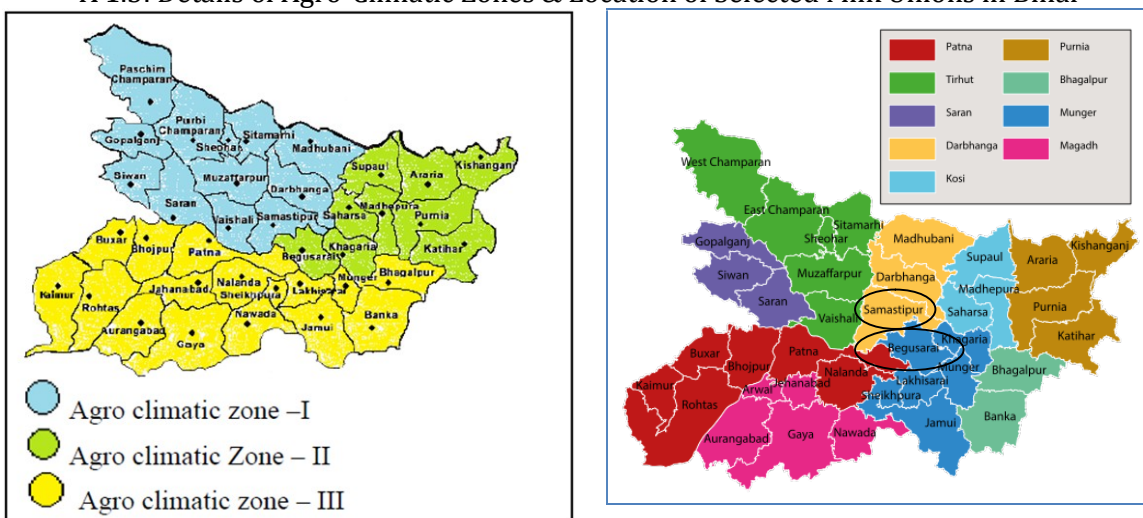 Details of Agro-Climatic Zones & Location of Selected Milk Unions in Bihar
Paschim
Champaran
Purbi
Champaran
Gopalganj
Sheohar
Sitamarhi
Madhubani
Siwan
Muzaffarpur
Darbhanga
Saran
Vaishali
Samastipur
Supaul
Araria
Kishanganj
Saharsa
Madhepura
Purnia
Khagaria
Katihar
Begusarai
Buxar
Bhojpur
Patna
Bhagalpur
Kaimur
Rohtas
Jahanabad
Nalanda
Sheikhpura
Lakhisrai
Munger
Banka
Aurangabad
Gaya
Nawada
Jamui
Agro climatic zone –I
Agro climatic Zone – II
Agro climatic zone – III
Patna
Purnia
Tirhut
Bhagalpur
Saran
Munger
Darbhanga
Magadh
Kosi
West Champaran
East Champaran
Sitamarhi
Sheohar
Madhubani
Gopalganj
Siwan
Muzaffarpur
Darbhanga
Supaul
Araria
Kishanganj
Saran
Vaishali
Samastipur
Madhepura
Saharsa
Purnia
Katihar
Buxar
Bhojpur
Patna
Begusarai
Khagaria
Munger
Bhagalpur
Kaimur
Rohtas
Arwal
Jehanabad
Nalanda
Lakhisarai
Sheikhpura
Banka
Aurangabad
Gaya
Nawada
Jamui